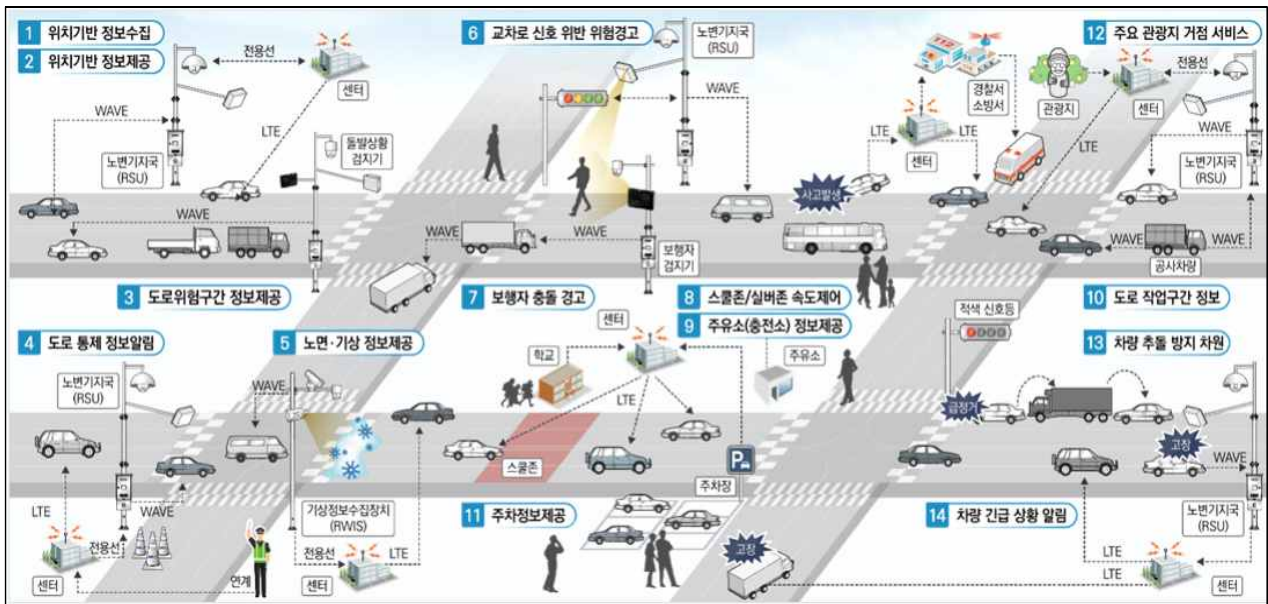 1 위치기반 정보수집
2 위치기반 정보제공
전용선
센터
WAVE
LTE
노변기지국
(RSU)
돌발상황
검지기
WAVE
3 도로위험구간 정보제공
6 교차로 신호 위반 위험경고
노변기지국
(RSU)
WAVE
WAVE
WAVE
보행자
검지기
7 보행자 충돌 경고
8 스쿨존/실버존 속도제어
9 주유소(충전소) 정보제공
112
경찰서
소방서
관광지
LTE
LTE
센터
사고발생
12 주요 관광지 거점 서비스
전용선
센터
WAVE
LTE
노변기지국
(RSU)
WAVE
WAVE
공사차량
10 도로 작업구간 정보
4 도로 통제 정보알림
노변기지국
(RSU)
LTE
WAVE
전용선
센터
연계
5 노면·기상 정보제공
WAVE
기상정보수집장치
(RWIS)
전용선
LTE
센터
센터
학교
주유소
LTE
스쿨존
P
주차장
11 주차정보제공
고장
적색 신호등
13 차량 추돌 방지 차원
급정거
고장
WAVE
노변기지국
(RSU)
14 차량 긴급 상황 알림
LTE
LTE
센터